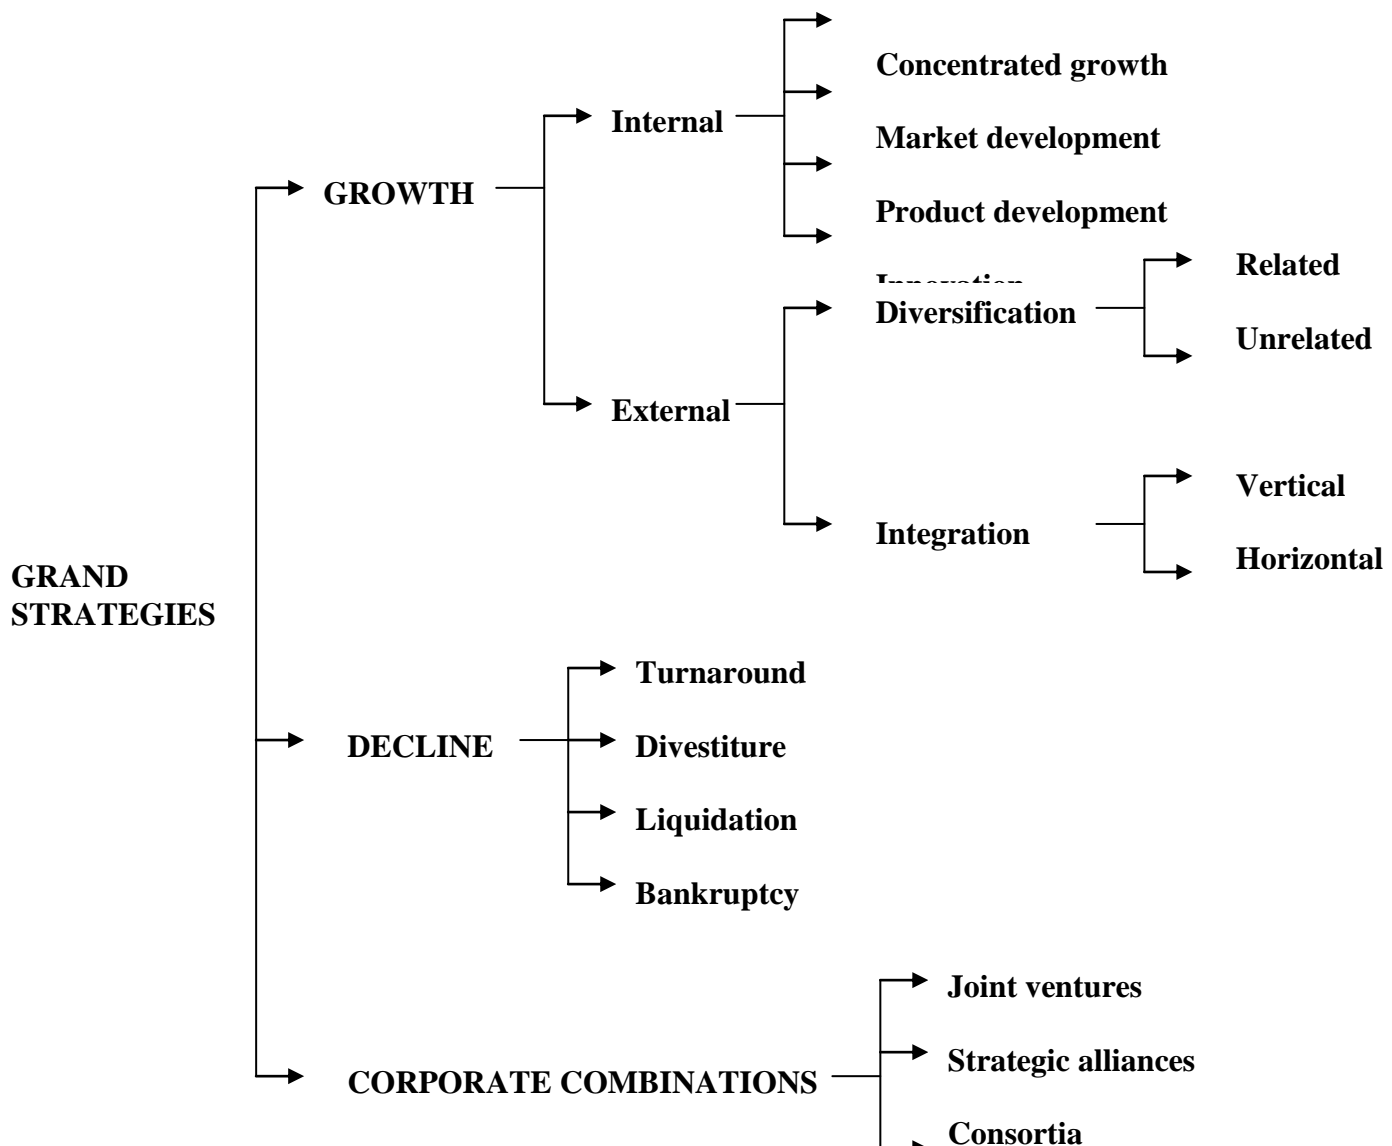 Concentrated growth
Internal
Market development
GROWTH
Product development
Related
Innovation
Diversification
Unrelated
External
Vertical
Integration
Horizontal
GRAND
STRATEGIES
Turnaround
DECLINE
Divestiture
Liquidation
Bankruptcy
Joint ventures
Strategic alliances
CORPORATE COMBINATIONS
Consortia